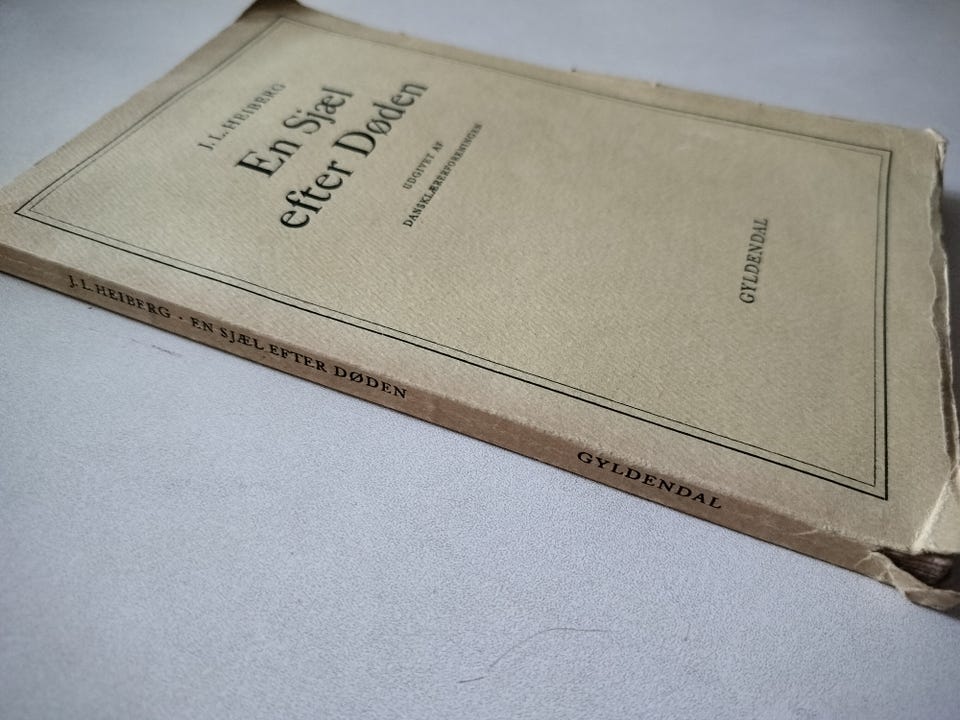 J. L. HEIBERG
En Sjæl
efter Døden
UDGIVET AF
DANSKLÆRERFORENINGEN
GYLDENDAL
J. L. HEIBERG · EN SJÆL EFTER DØDEN
GYLDENDAL